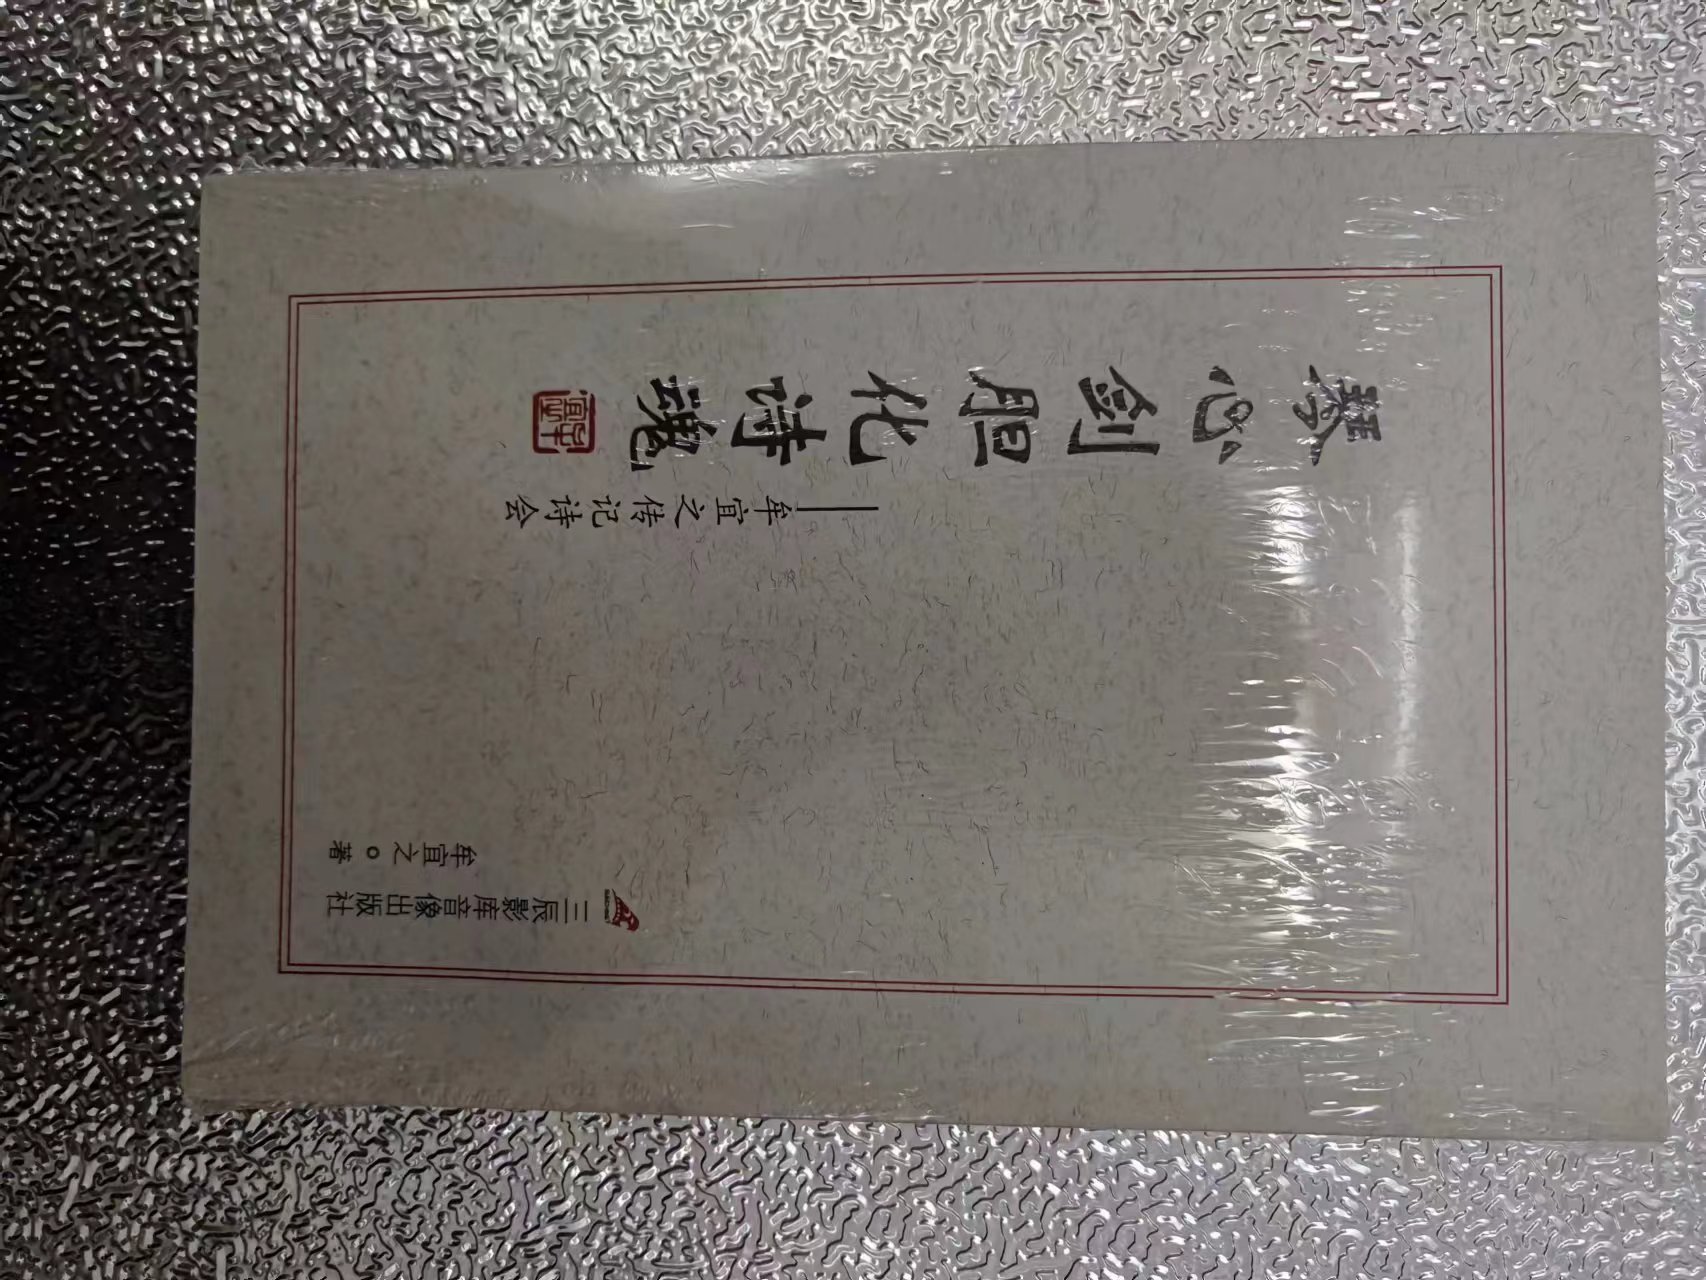 琴心剑胆化诗魂
——牟宜之传记诗会
牟宜之○著
三辰影库音像出版社